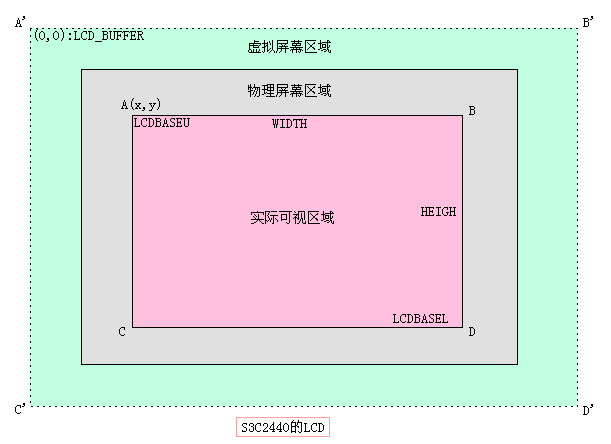 A' B'
(0,0):LCD_BUFFER
虚拟屏幕区域
物理屏幕区域
A(x,y) B
LCDBASEU WIDTH
HEIGH
实际可视区域
LCDBASEL
C D
C' D'
S3C2440的LCD